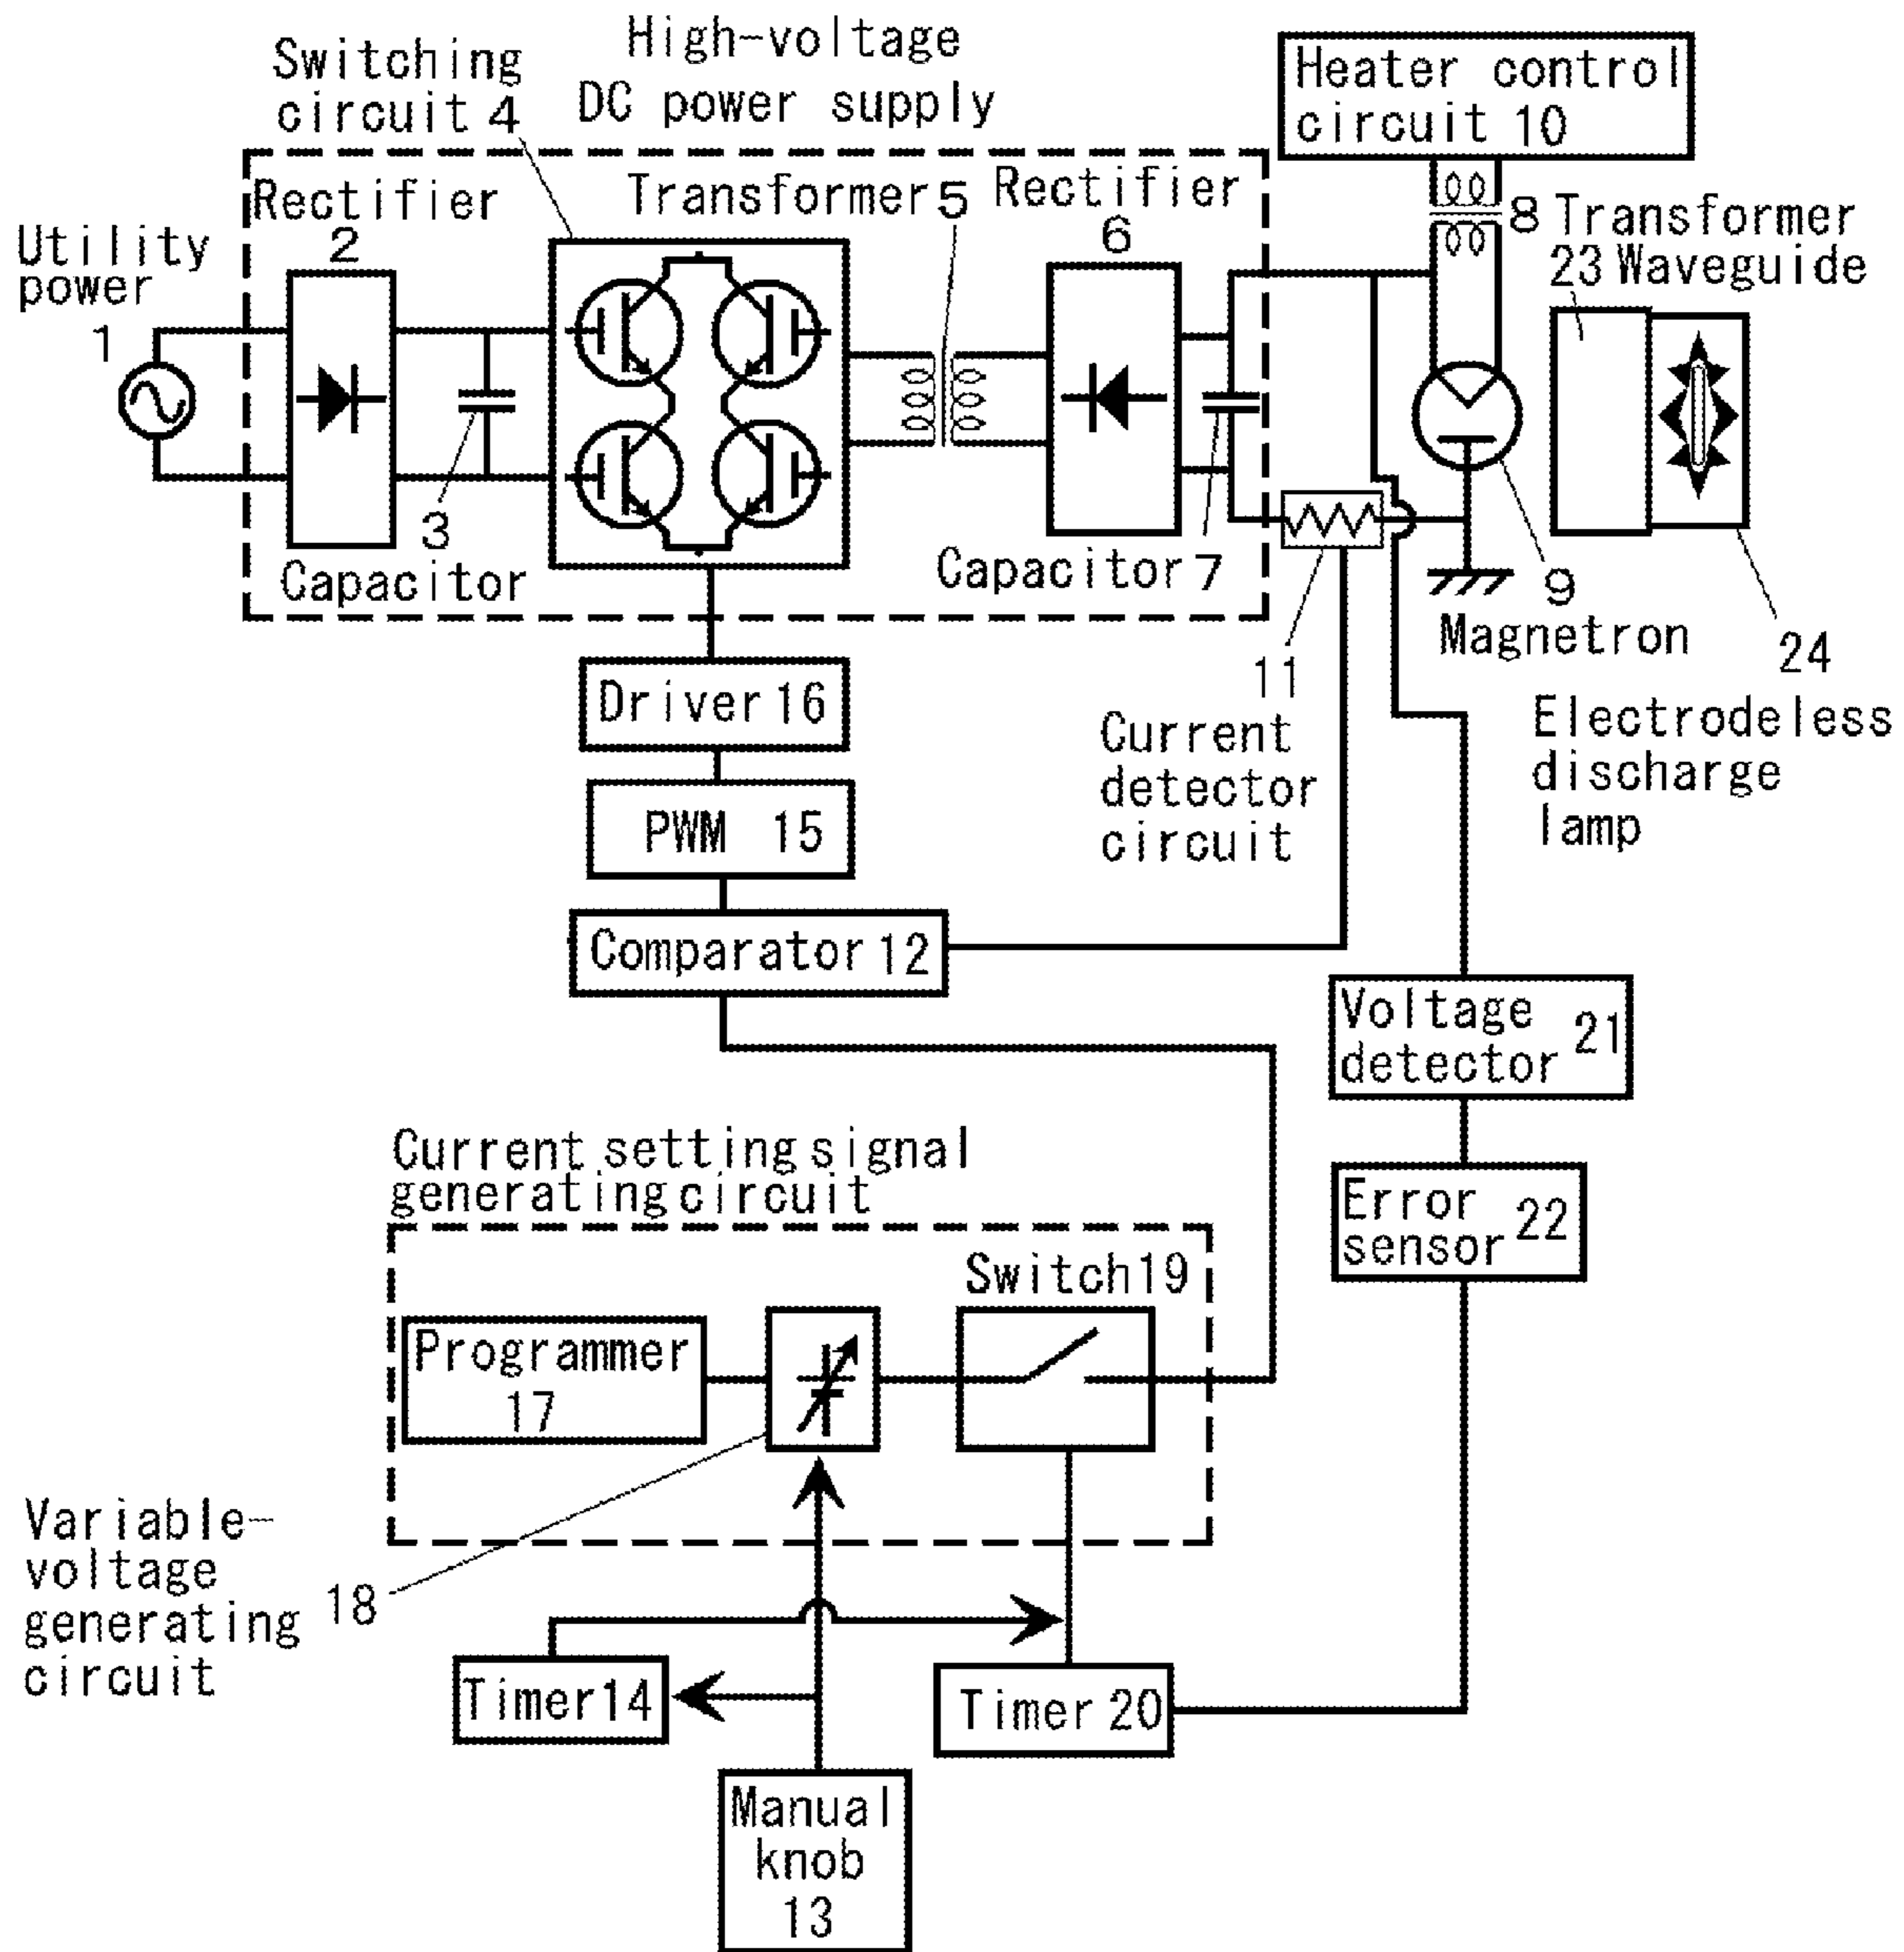 High-voltage
DC power supply
Switching
circuit 4
Heater control
circuit 10
Rectifier
2
Transformer 5
Rectifier
6
8 Transformer
23 Waveguide
Utility
power
1
3
Capacitor
Capacitor 7
9
Magnetron
11
Current
detector
circuit
24
Electrodeless
discharge
lamp
Driver 16
PWM 15
Comparator 12
Voltage
detector 21
Error
sensor 22
Current setting signal
generating circuit
Switch 19
Programmer
17
Variable-
voltage
generating
circuit
18
Timer 14
Timer 20
Manual
knob
13